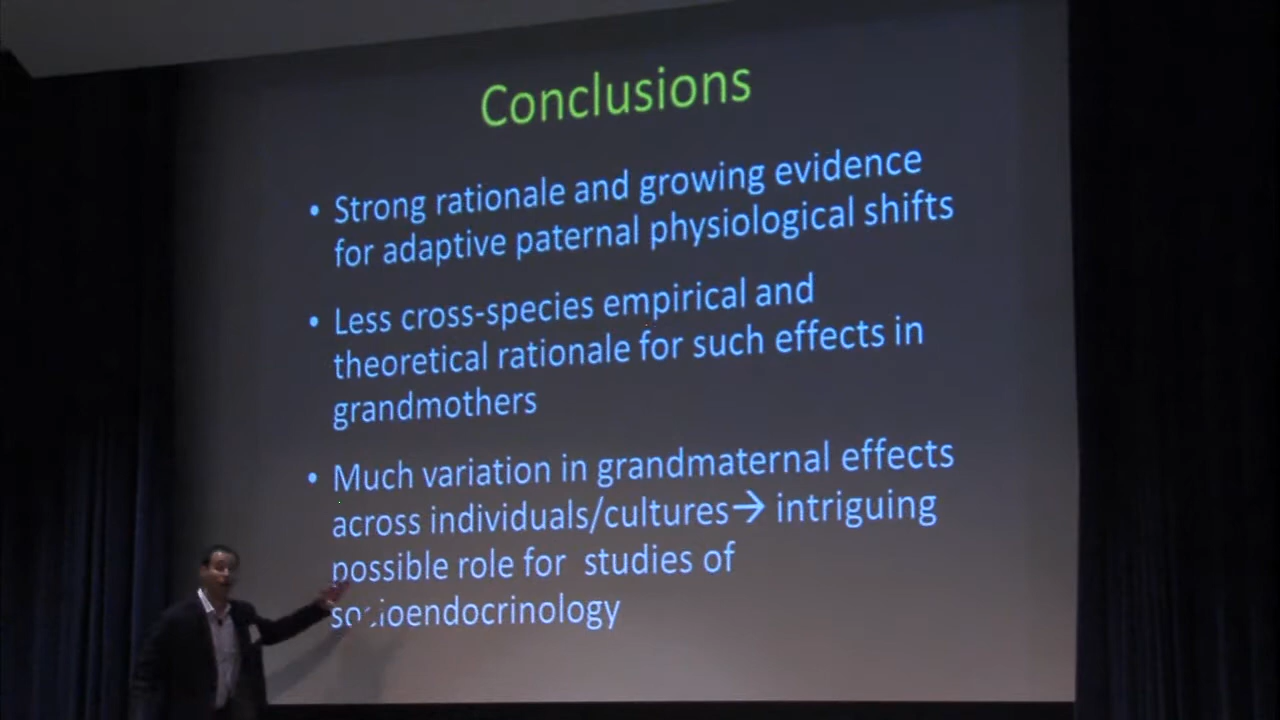 Conclusions
• Strong rationale and growing evidence
for adaptive paternal physiological shifts
• Less cross-species empirical and
theoretical rationale for such effects in
grandmothers
• Much variation in grandmaternal effects
across individuals/cultures→ intriguing
possible role for studies of
socioendocrinology